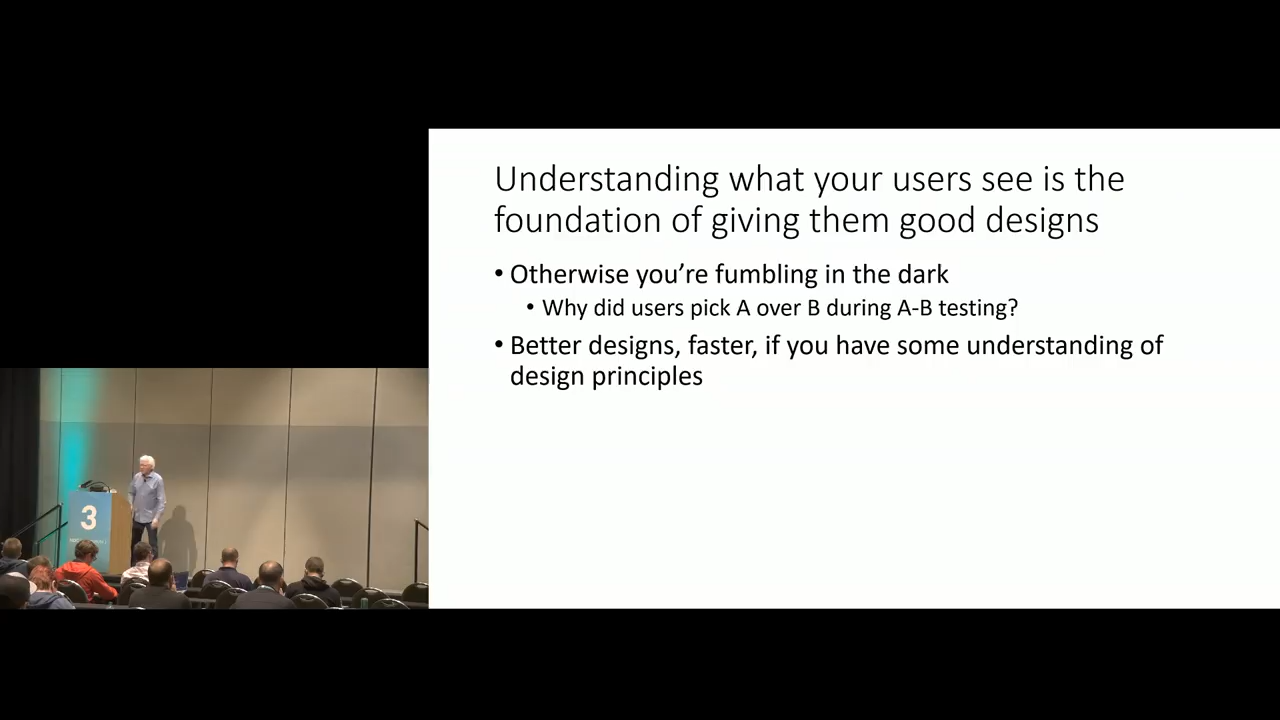 Understanding what your users see is the
foundation of giving them good designs
• Otherwise you’re fumbling in the dark
• Why did users pick A over B during A-B testing?
• Better designs, faster, if you have some understanding of
design principles
3